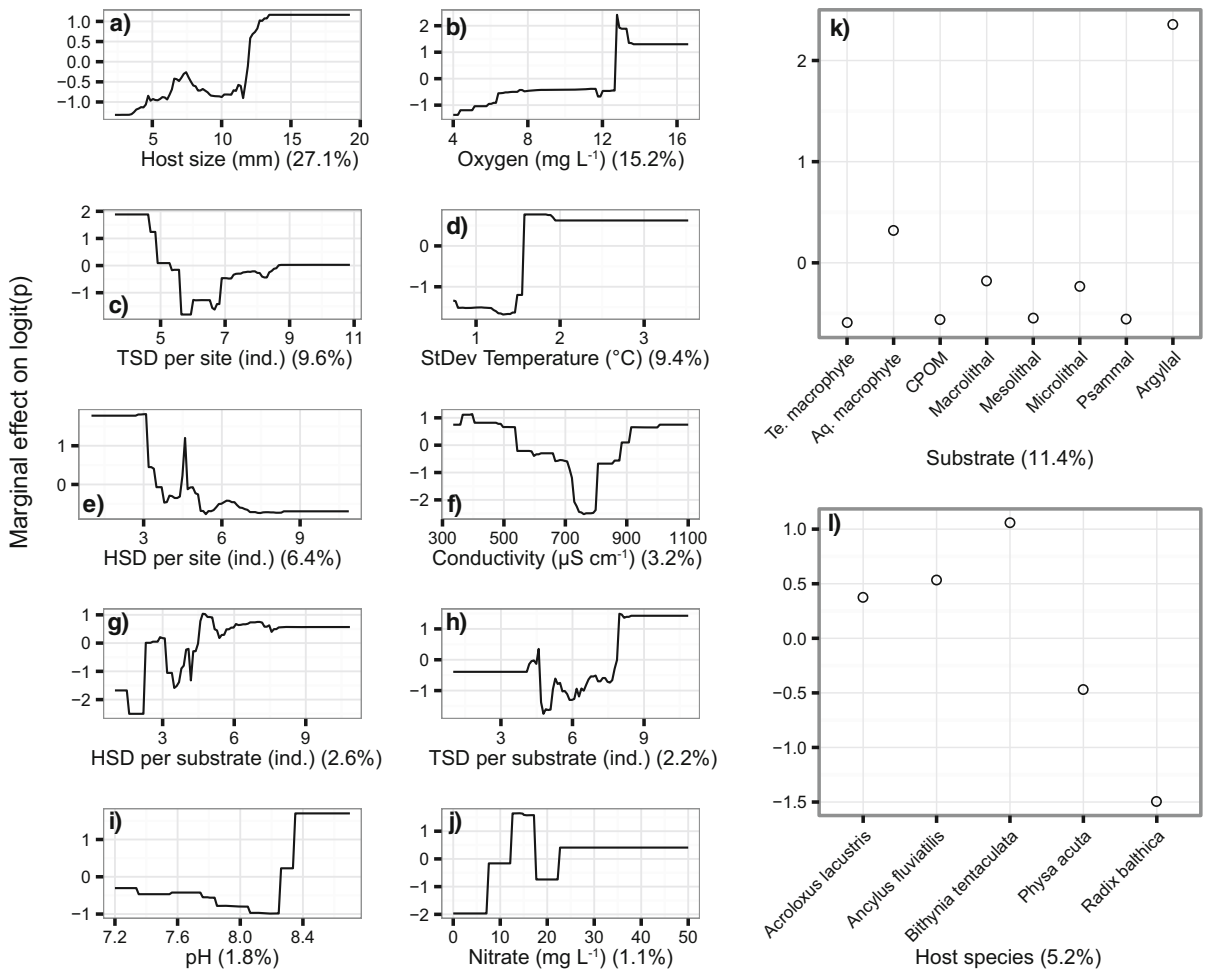 Marginal effect on logit(p)
a)
1.0
0.5
0.0
−0.5
−1.0
5
10
15
20
Host size (mm) (27.1%)
b)
2
1
0
−1
4
8
12
16
Oxygen (mg L-1) (15.2%)
c)
2
1
0
−1
5
7
9
11
TSD per site (ind.) (9.6%)
d)
0
−1
1
2
3
StDev Temperature (°C) (9.4%)
e)
1
0
3
6
9
HSD per site (ind.) (6.4%)
f)
1
0
−1
−2
300
500
700
900
1100
Conductivity (µS cm-1) (3.2%)
g)
1
0
−1
−2
3
6
9
HSD per substrate (ind.) (2.6%)
h)
1
0
−1
3
6
9
TSD per substrate (ind.) (2.2%)
i)
1
0
−1
7.2
7.6
8.0
8.4
pH (1.8%)
j)
2
1
0
−1
−2
0
10
20
30
40
50
Nitrate (mg L-1) (1.1%)
k)
2
1
0
Te. macrophyte
Aq. macrophyte
CPOM
Macrolithal
Mesolithal
Microlithal
Psammal
Argyllal
Substrate (11.4%)
l)
1.0
0.5
0.0
−0.5
−1.0
−1.5
Acroloxus lacustris
Ancylus fluviatilis
Bithynia tentaculata
Physa acuta
Radix balthica
Host species (5.2%)